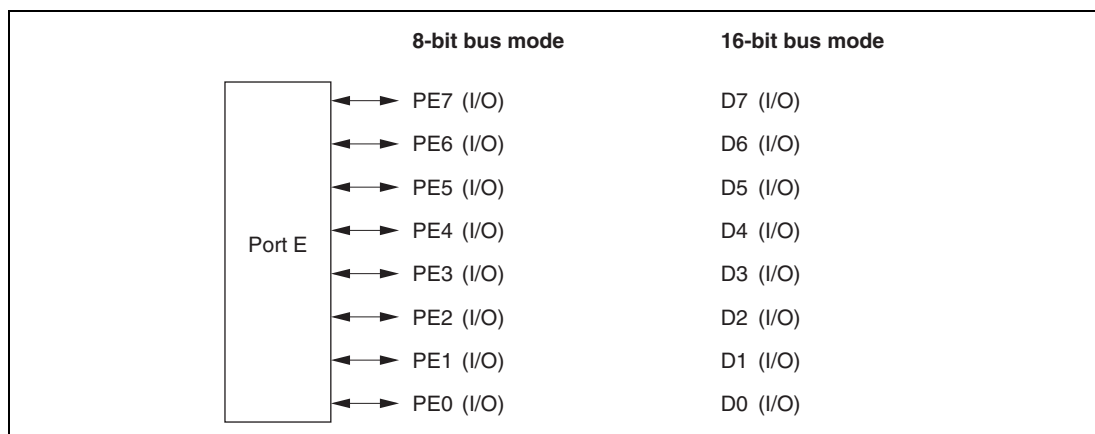 8-bit bus mode 16-bit bus mode
PE7 (I/O) D7 (I/O)
PE6 (I/O) D6 (I/O)
PE5 (I/O) D5 (I/O)
PE4 (I/O) D4 (I/O)
Port E
PE3 (I/O) D3 (I/O)
PE2 (I/O) D2 (I/O)
PE1 (I/O) D1 (I/O)
PE0 (I/O) D0 (I/O)